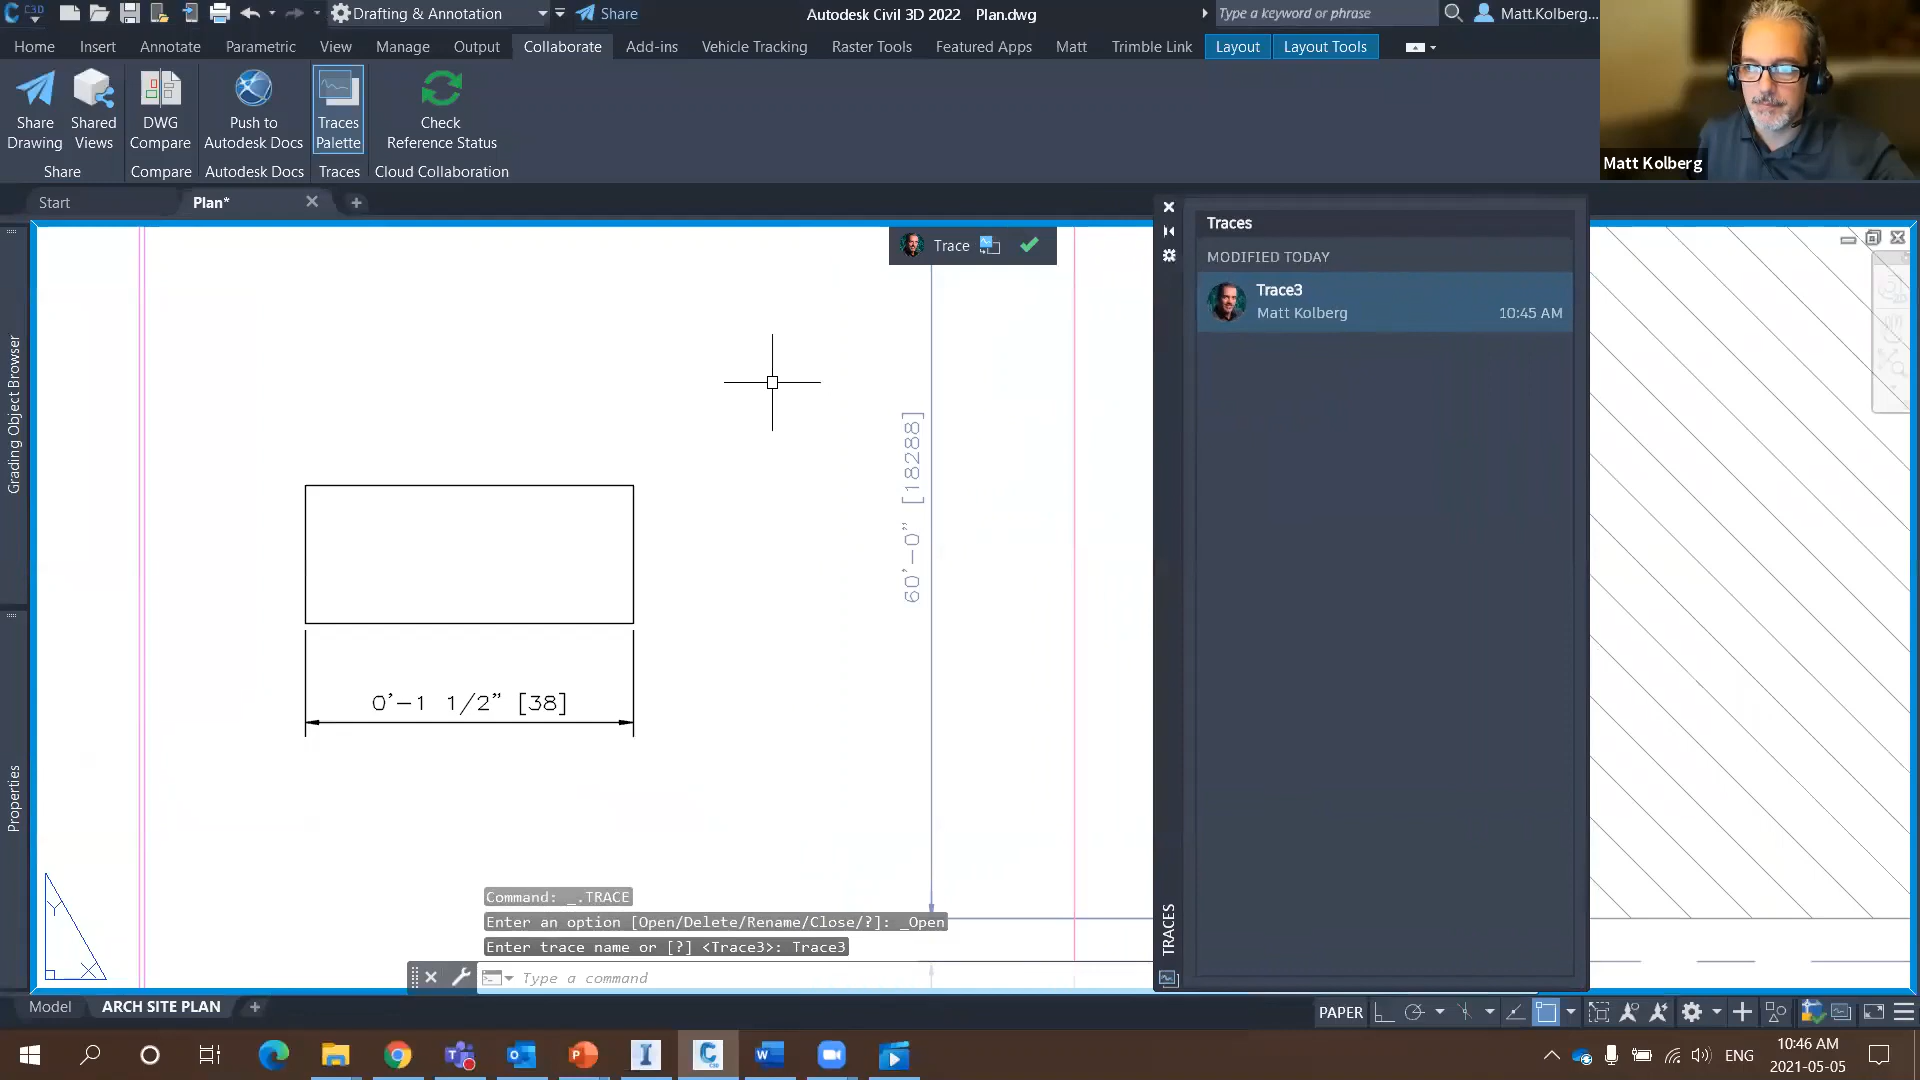 C3D Drafting & Annotation Share Autodesk Civil 3D 2022 Plan.dwg Type a keyword or phrase Matt.Kolberg...
Home Insert Annotate Parametric View Manage Output Collaborate Add-ins Vehicle Tracking Raster Tools Featured Apps Matt Trimble Link Layout Layout Tools
Share Shared DWG Push to Traces Check
Drawing Views Compare Autodesk Docs Palette Reference Status
Share Compare Autodesk Docs Traces Cloud Collaboration
Matt Kolberg
Start Plan*
Trace
Traces
MODIFIED TODAY
Trace3
Matt Kolberg 10:45 AM
Grading Object Browser
60'-0" [18288]
0'-1 1/2" [38]
Properties
TRACES
Y
X
Command: _.TRACE
Enter an option [Open/Delete/Rename/Close/?]: _Open
Enter trace name or [?] <Trace3>: Trace3
Type a command
Model ARCH SITE PLAN PAPER
ENG 10:46 AM
2021-05-05